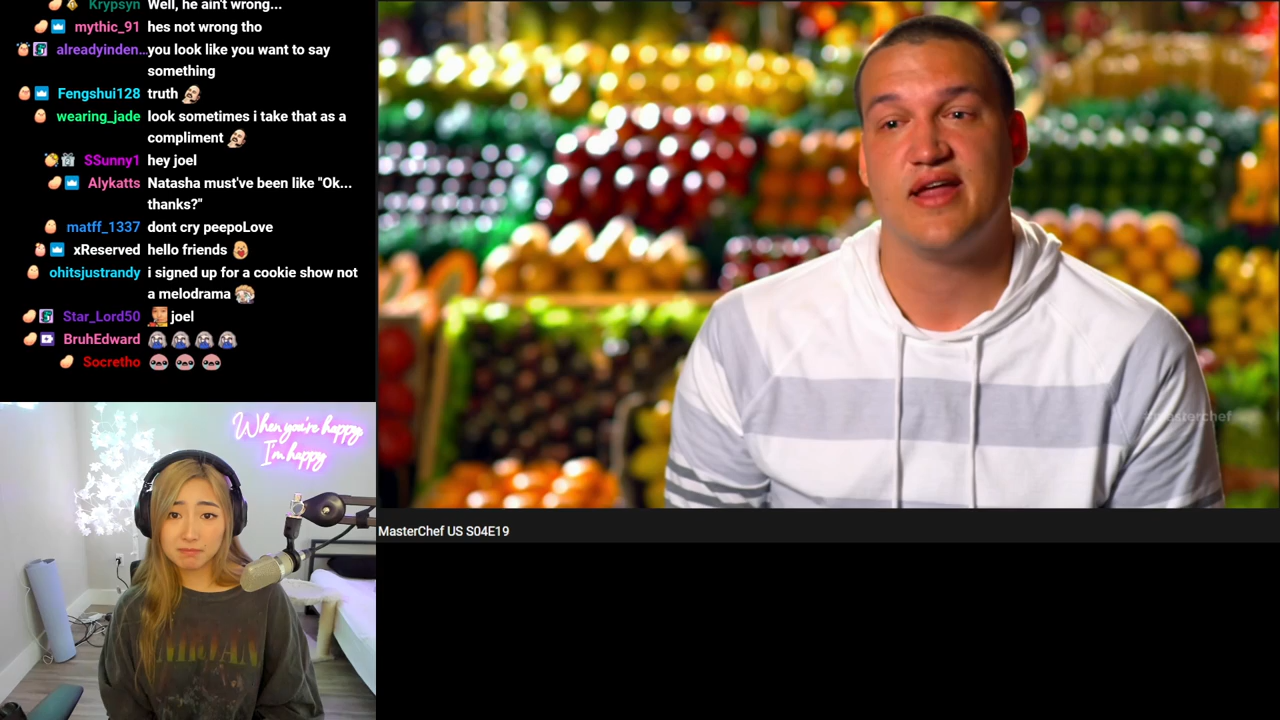 Krypsyn Well, he ain't wrong...
mythic_91 hes not wrong tho
alreadyinden... you look like you want to say
something
Fengshui128 truth
wearing_jade look sometimes i take that as a
compliment
SSunny1 hey joel
Alykatts Natasha must've been like "Ok...
thanks?"
matff_1337 dont cry peepoLove
xReserved hello friends
ohitsjustrandy i signed up for a cookie show not
a melodrama
Star_Lord50 joel
BruhEdward
Socretho
#masterchef
MasterChef US S04E19
When you're happy
I'm happy
NIRVANA